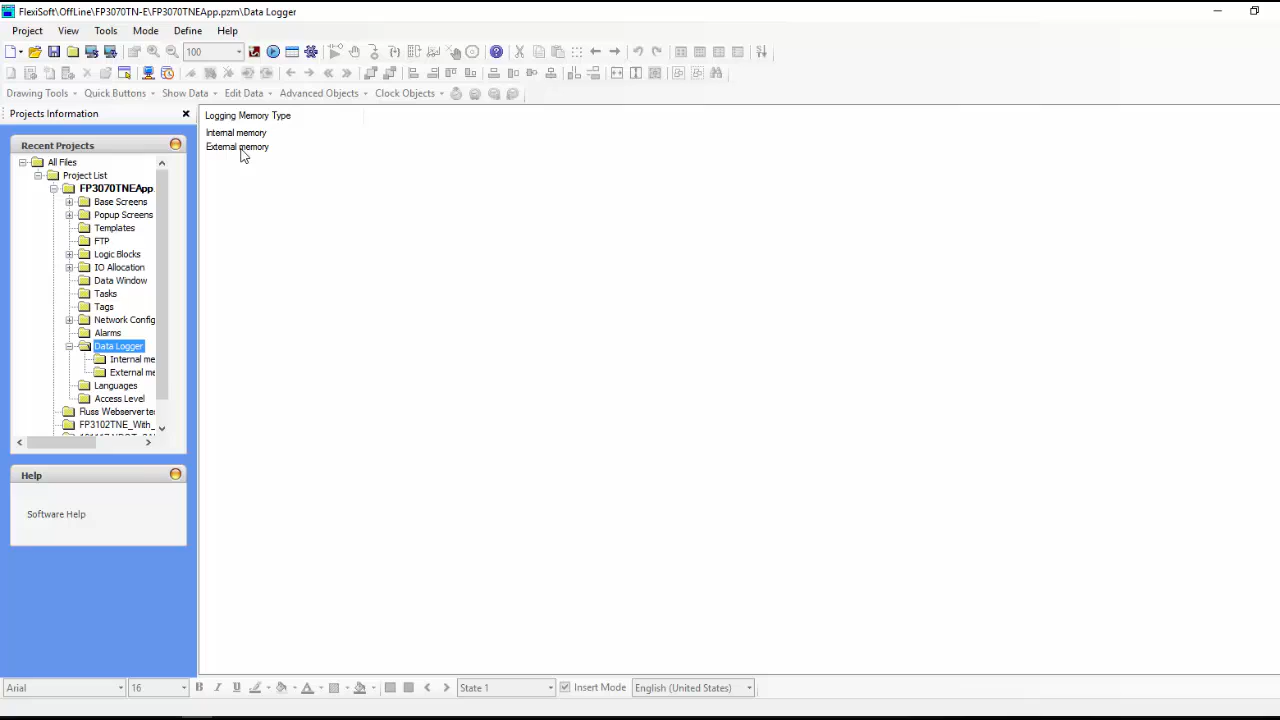 FlexiSoft\OffLine\FP3070TN-E\FP3070TNEApp.pzm\Data Logger
Project View Tools Mode Define Help
100
Drawing Tools Quick Buttons Show Data Edit Data Advanced Objects Clock Objects
Projects Information
Recent Projects
All Files
Project List
FP3070TNEApp.
Base Screens
Popup Screens
Templates
FTP
Logic Blocks
IO Allocation
Data Window
Tasks
Tags
Network Config
Alarms
Data Logger
Internal me
External me
Languages
Access Level
FP3102TNE_With_
Help
Software Help
Logging Memory Type
Internal memory
External memory
Arial 16 B I U State 1 Insert Mode English (United States)